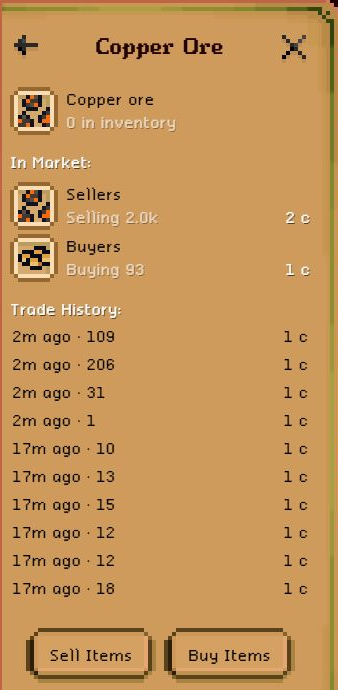 Copper Ore
Copper ore
0 in inventory
In Market:
Sellers
Selling 2.0k 2 c
Buyers
Buying 93 1 c
Trade History:
2m ago · 109 1 c
2m ago · 206 1 c
2m ago · 31 1 c
2m ago · 1 1 c
17m ago · 10 1 c
17m ago · 13 1 c
17m ago · 15 1 c
17m ago · 12 1 c
17m ago · 12 1 c
17m ago · 18 1 c
Sell Items Buy Items